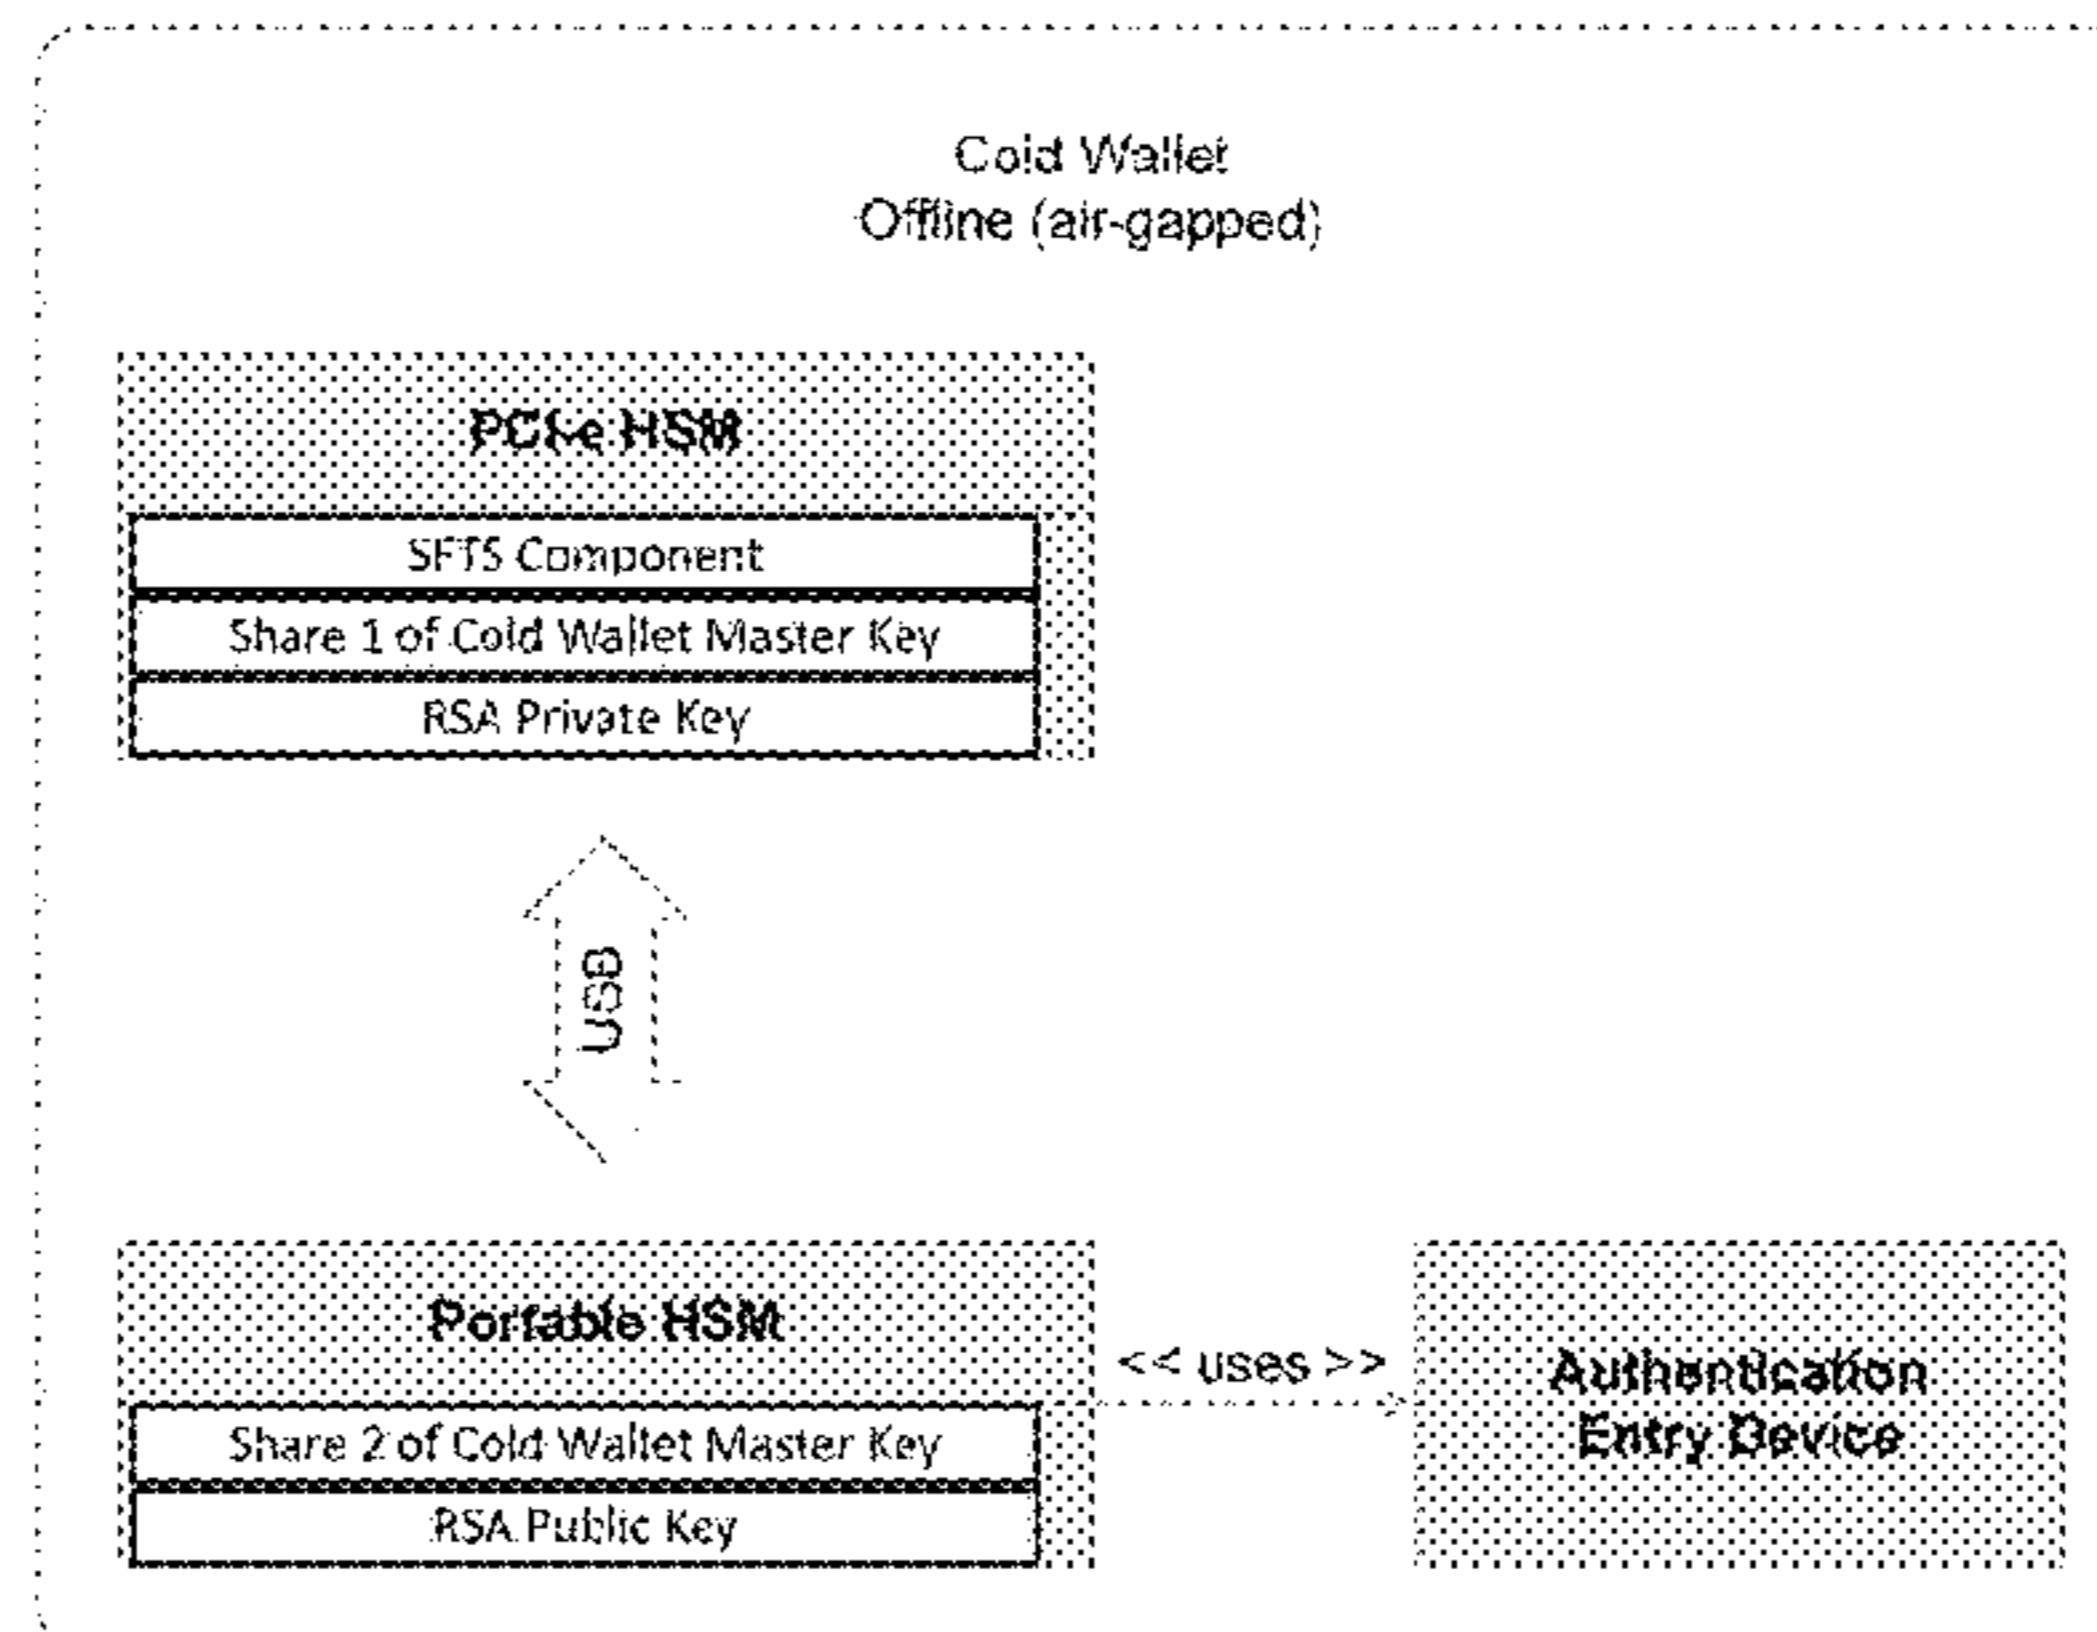 Cold Wallet
Offline (air-gapped)
PCI-e HSM
SFTS Component
Share 1 of Cold Wallet Master Key
RSA Private Key
USB
Portable HSM
Share 2 of Cold Wallet Master Key
RSA Public Key
<< uses >>
Authentication
Entry Device